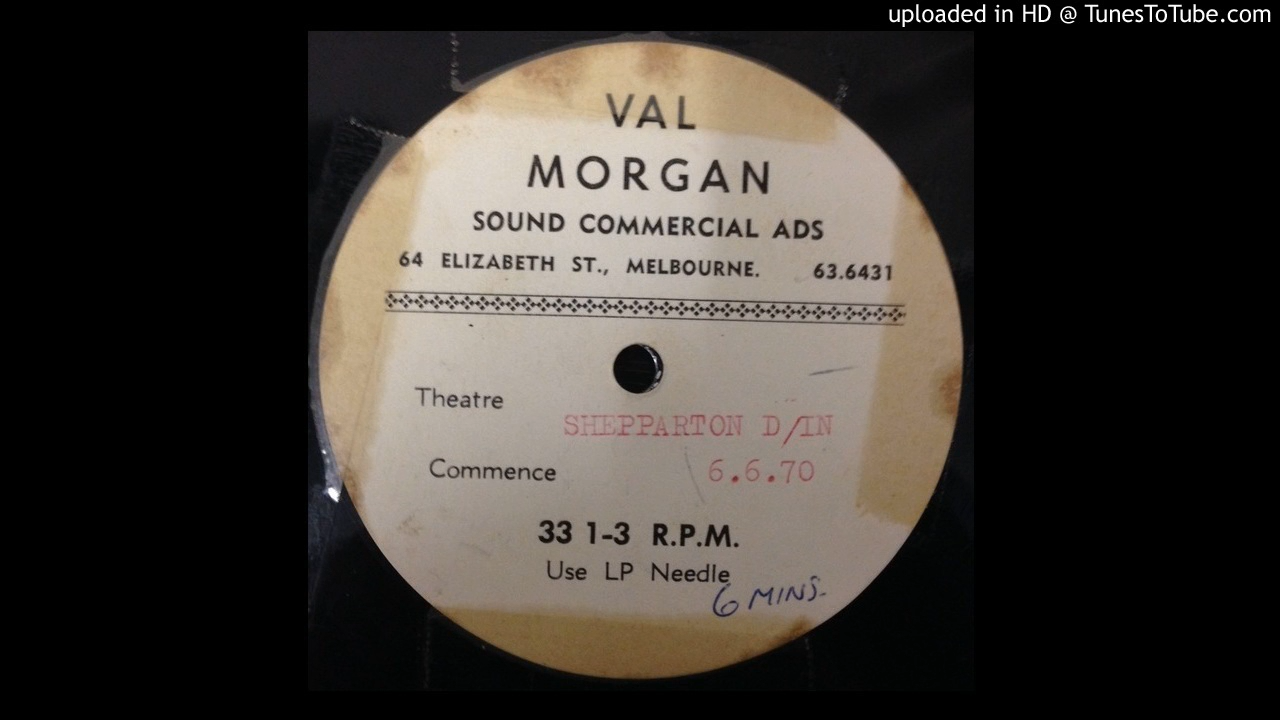 uploaded in HD @ TunesToTube.com
VAL
MORGAN
SOUND COMMERCIAL ADS
64 ELIZABETH ST., MELBOURNE. 63.6431
Theatre SHEPPARTON D/IN
Commence 6.6.70
33 1-3 R.P.M.
Use LP Needle
6 MINS.